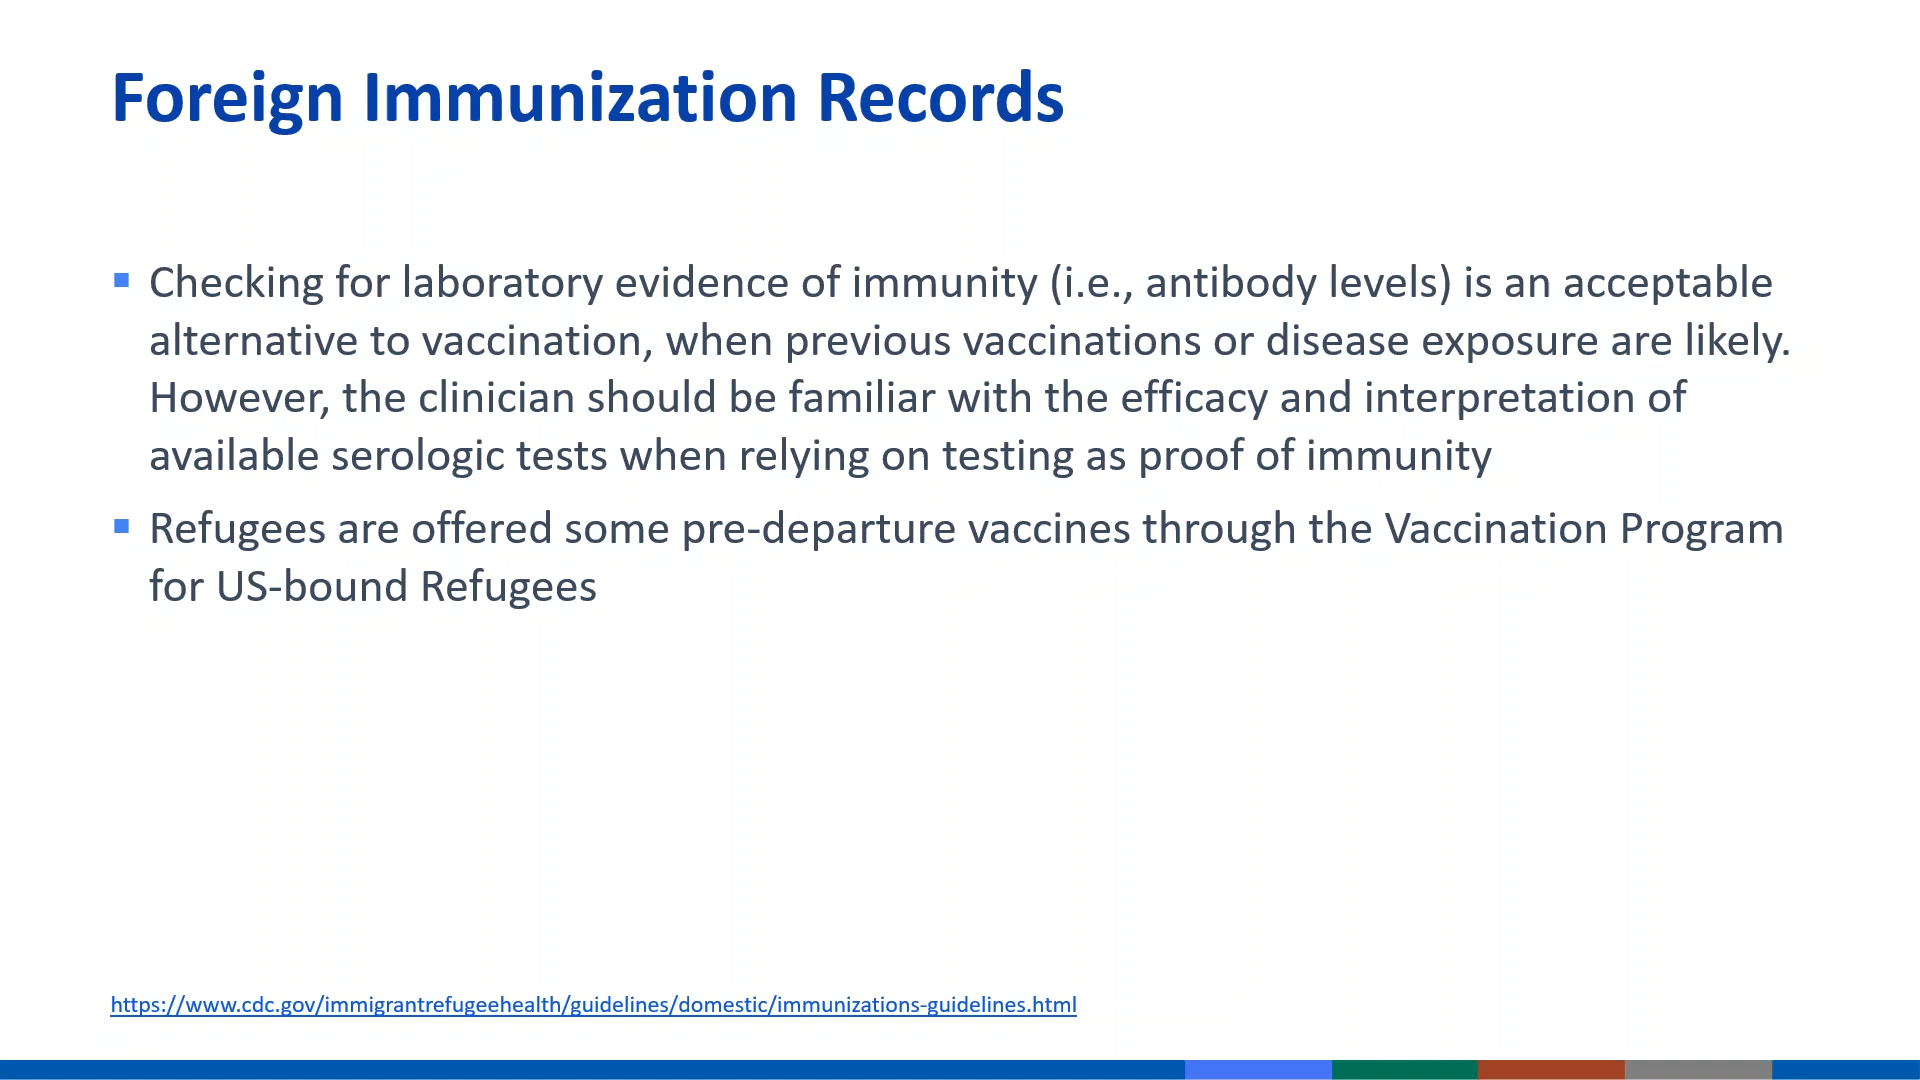 Foreign Immunization Records
Checking for laboratory evidence of immunity (i.e., antibody levels) is an acceptable
alternative to vaccination, when previous vaccinations or disease exposure are likely.
However, the clinician should be familiar with the efficacy and interpretation of
available serologic tests when relying on testing as proof of immunity
Refugees are offered some pre-departure vaccines through the Vaccination Program
for US-bound Refugees
https://www.cdc.gov/immigrantrefugeehealth/guidelines/domestic/immunizations-guidelines.html